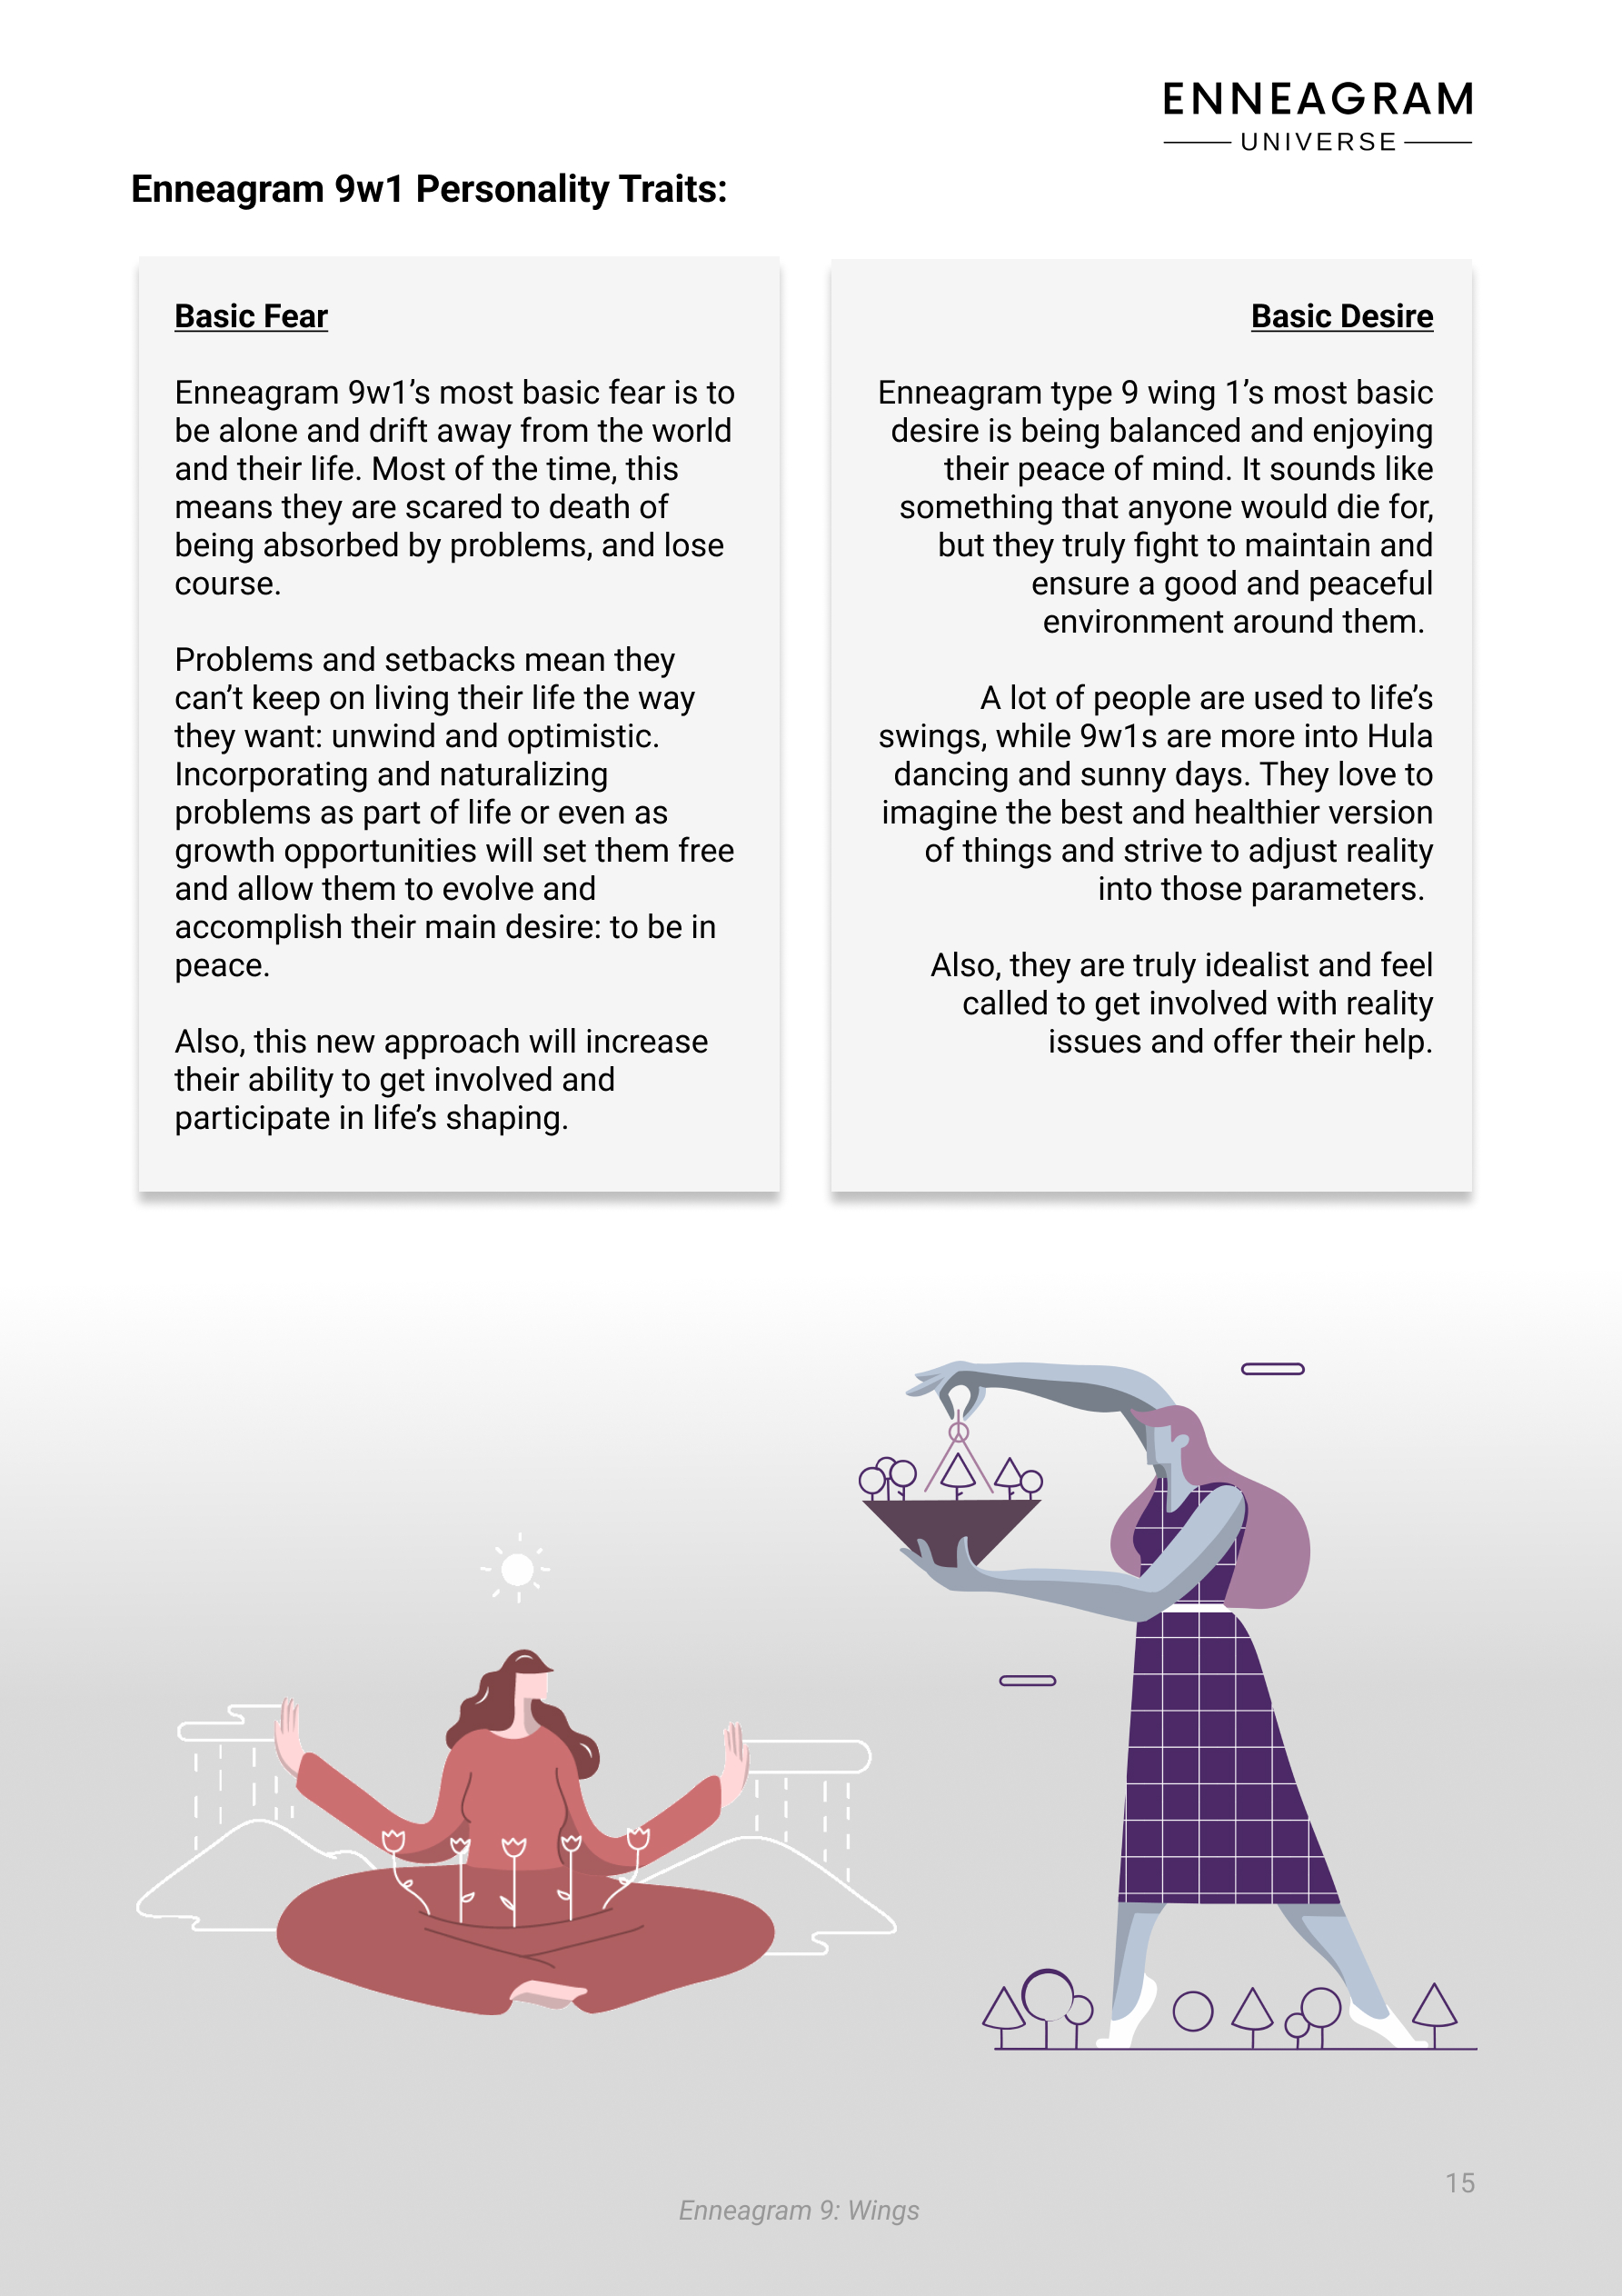 ENNEAGRAM
UNIVERSE
Enneagram 9w1 Personality Traits:
Basic Fear
Enneagram 9w1’s most basic fear is to
be alone and drift away from the world
and their life. Most of the time, this
means they are scared to death of
being absorbed by problems, and lose
course.
Problems and setbacks mean they
can’t keep on living their life the way
they want: unwind and optimistic.
Incorporating and naturalizing
problems as part of life or even as
growth opportunities will set them free
and allow them to evolve and
accomplish their main desire: to be in
peace.
Also, this new approach will increase
their ability to get involved and
participate in life’s shaping.
Basic Desire
Enneagram type 9 wing 1’s most basic
desire is being balanced and enjoying
their peace of mind. It sounds like
something that anyone would die for,
but they truly fight to maintain and
ensure a good and peaceful
environment around them.
A lot of people are used to life’s
swings, while 9w1s are more into Hula
dancing and sunny days. They love to
imagine the best and healthier version
of things and strive to adjust reality
into those parameters.
Also, they are truly idealist and feel
called to get involved with reality
issues and offer their help.
15
Enneagram 9: Wings